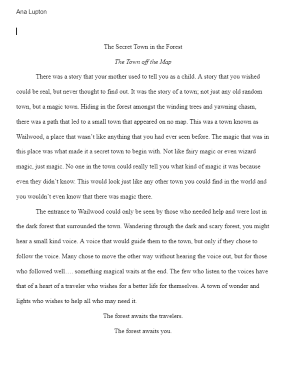 Ana Lupton
The Secret Town in the Forest
The Town off the Map
There was a story that your mother used to tell you as a child. A story that you wished
could be real, but never thought to find out. It was the story of a town; not just any old random
town, but a magic town. Hiding in the forest amongst the winding trees and yawning chasm,
there was a path that led to a small town that appeared on no map. This was a town known as
Wailwood, a place that wasn't like anything that you had ever seen before. The magic that was in
this place was what made it a secret town to begin with. Not like fairy magic or even wizard
magic, just magic. No one in the town could really tell you what kind of magic it was because
even they didn't know. This would look just like any other town you could find in the world and
you wouldn't even know that there was magic there.
The entrance to Wailwood could only be seen by those who needed help and were lost in
the dark forest that surrounded the town. Wandering through the dark and scary forest, you might
hear a small kind voice. A voice that would guide them to the town, but only if they chose to
follow the voice. Many chose to move the other way without hearing the voice out, but for those
who followed well…. something magical waits at the end. The few who listen to the voices have
that of a heart of a traveler who wishes for a better life for themselves. A town of wonder and
lights who wishes to help all who may need it.
The forest awaits the travelers.
The forest awaits you.